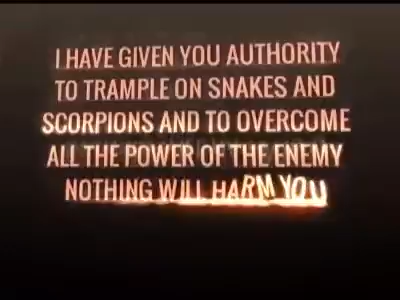 I HAVE GIVEN YOU AUTHORITY
TO TRAMPLE ON SNAKES AND
SCORPIONS AND TO OVERCOME
ALL THE POWER OF THE ENEMY
NOTHING WILL HARM YOU